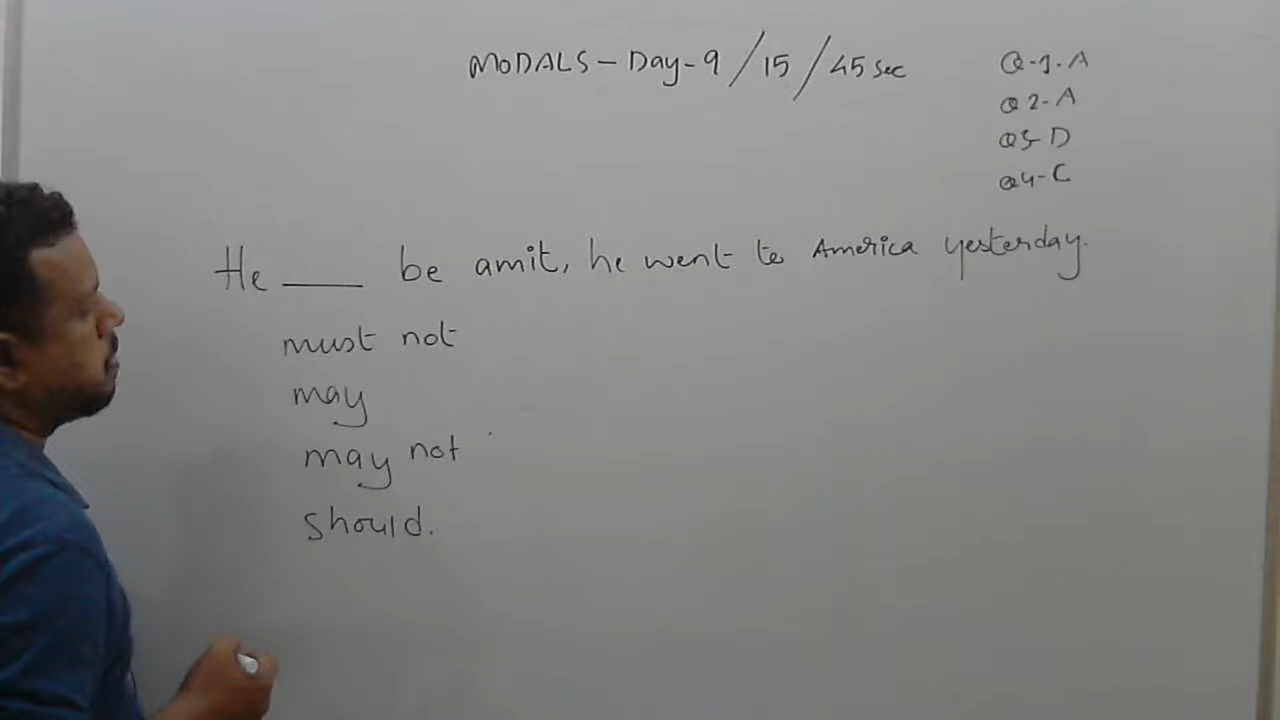 MODALS - Day - 9 / 15 / 45 sec
Q-1. A
Q 2 - A
Q3- D
Q4- C
He ____ be amit, he went to America yesterday.
must not
may
may not
should.